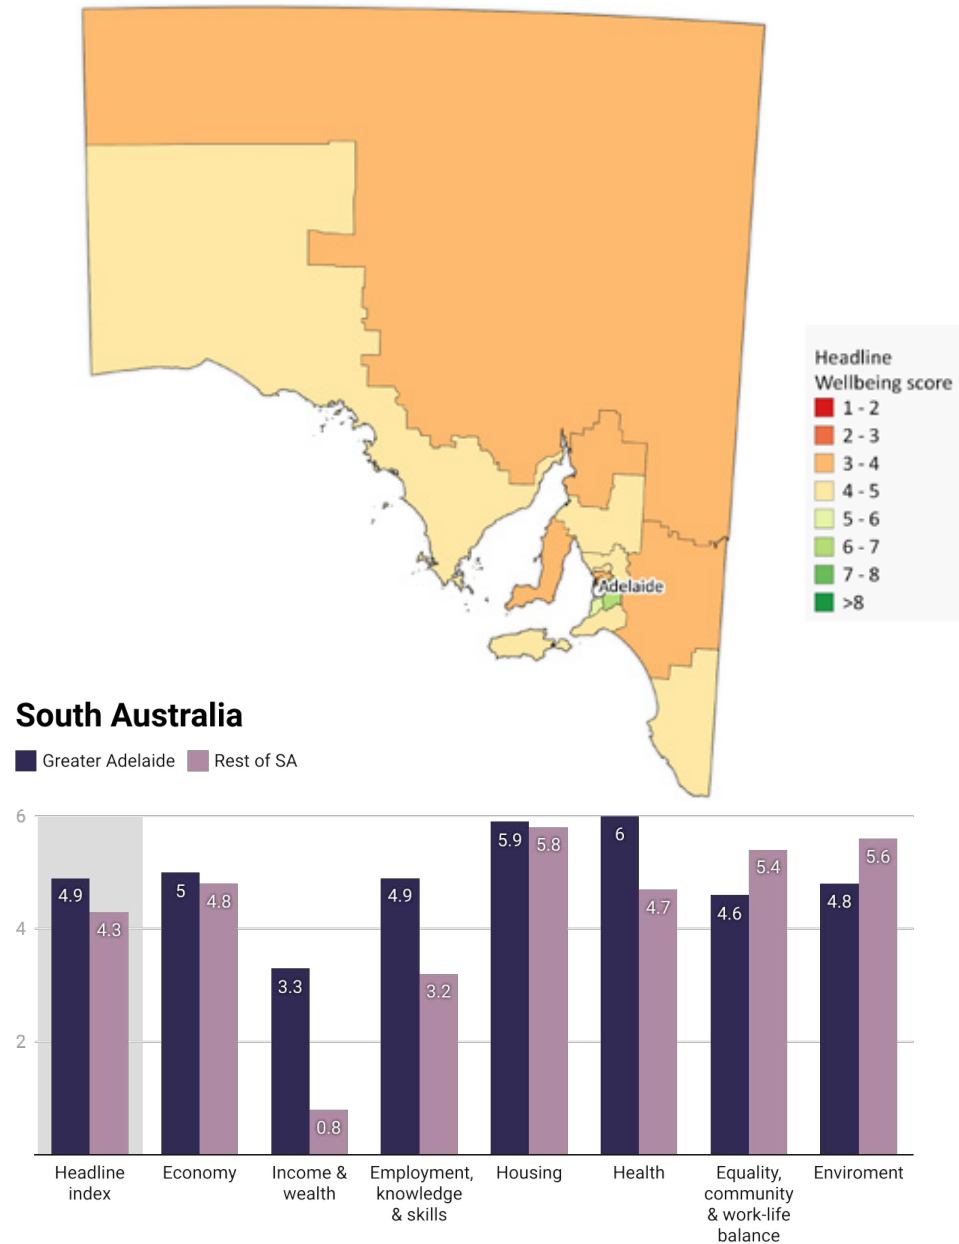 Headline
Wellbeing score
1 - 2
2 - 3
3 - 4
4 - 5
5 - 6
6 - 7
7 - 8
>8
Adelaide
South Australia
Greater Adelaide Rest of SA
6
4
2
4.9 4.3
5 4.8
3.3 0.8
4.9 3.2
5.9 5.8
6 4.7
4.6 5.4
4.8 5.6
Headline
index
Economy
Income &
wealth
Employment,
knowledge
& skills
Housing
Health
Equality,
community
& work-life
balance
Enviroment